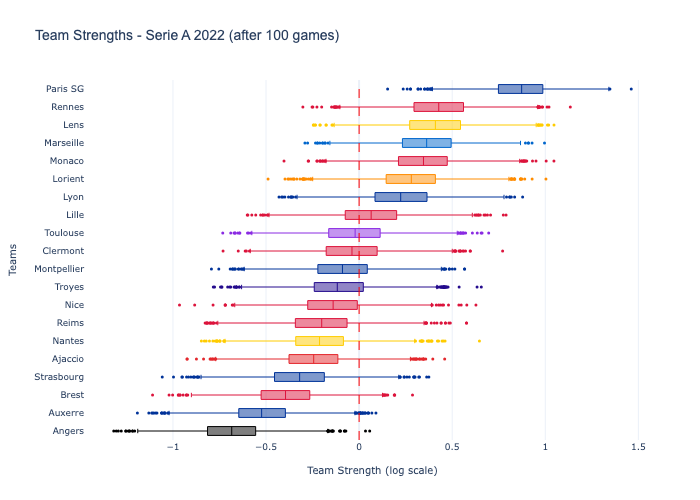 Team Strengths - Serie A 2022 (after 100 games)
Paris SG
Rennes
Lens
Marseille
Monaco
Lorient
Lyon
Lille
Toulouse
Clermont
Montpellier
Troyes
Nice
Reims
Nantes
Ajaccio
Strasbourg
Brest
Auxerre
Angers
Teams
−1
−0.5
0
0.5
1
1.5
Team Strength (log scale)